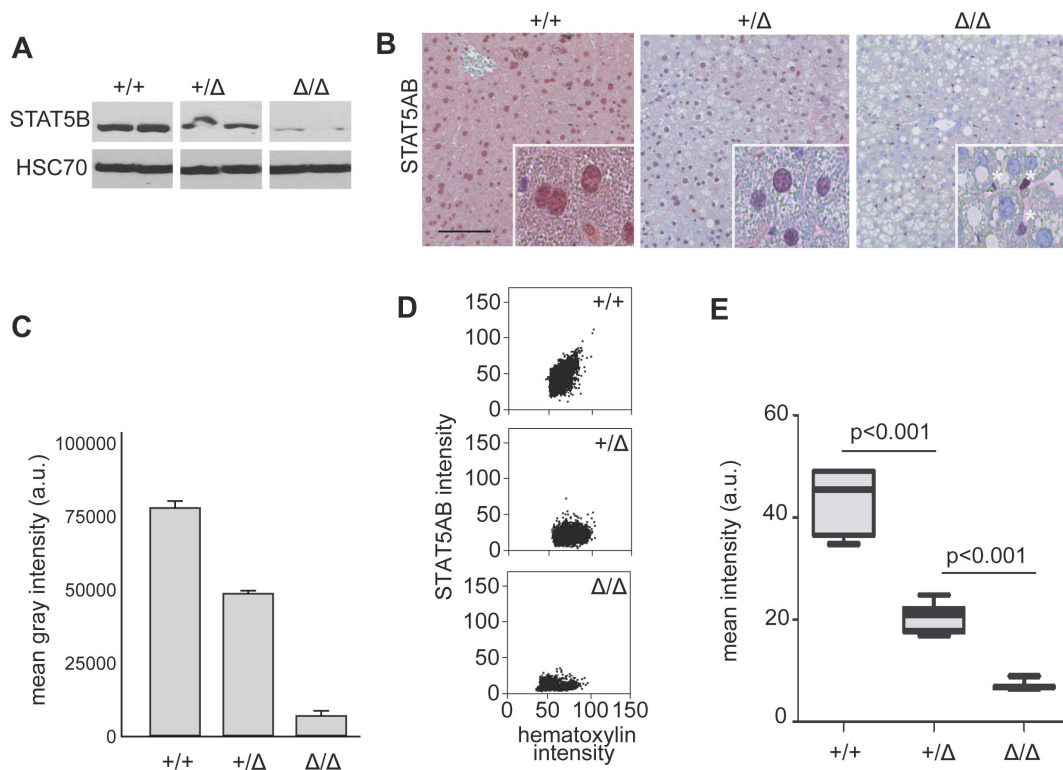 A
+/+ +/Δ Δ/Δ
STAT5B
HSC70
B
+/+ +/Δ Δ/Δ
STAT5AB
* * *
C
mean gray intensity (a.u.)
100000
75000
50000
25000
0
+/+ +/Δ Δ/Δ
D
STAT5AB intensity
150
100
50
0
+/+
150
100
50
0
+/Δ
150
100
50
0
Δ/Δ
0 50 100 150
hematoxylin
intensity
E
mean intensity (a.u.)
60
40
20
0
p<0.001
p<0.001
+/+ +/Δ Δ/Δ